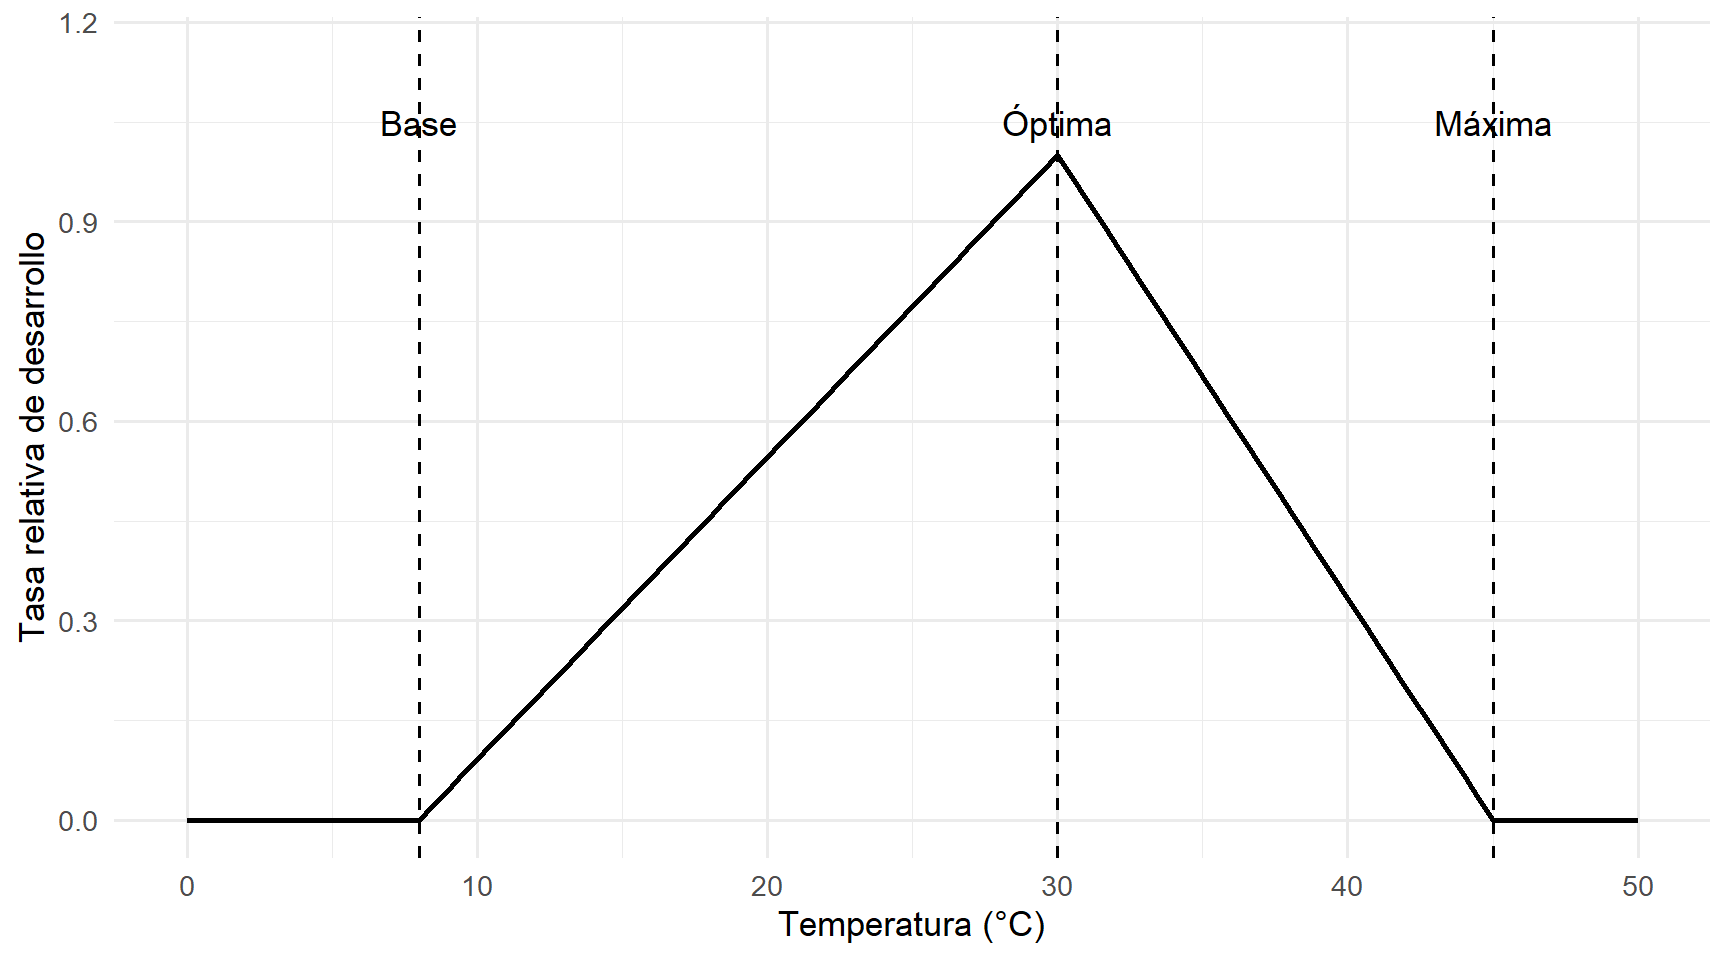 1.2
Base
Óptima
Máxima
0.9
0.6
0.3
0.0
Tasa relativa de desarrollo
0
10
20
30
40
50
Temperatura (°C)